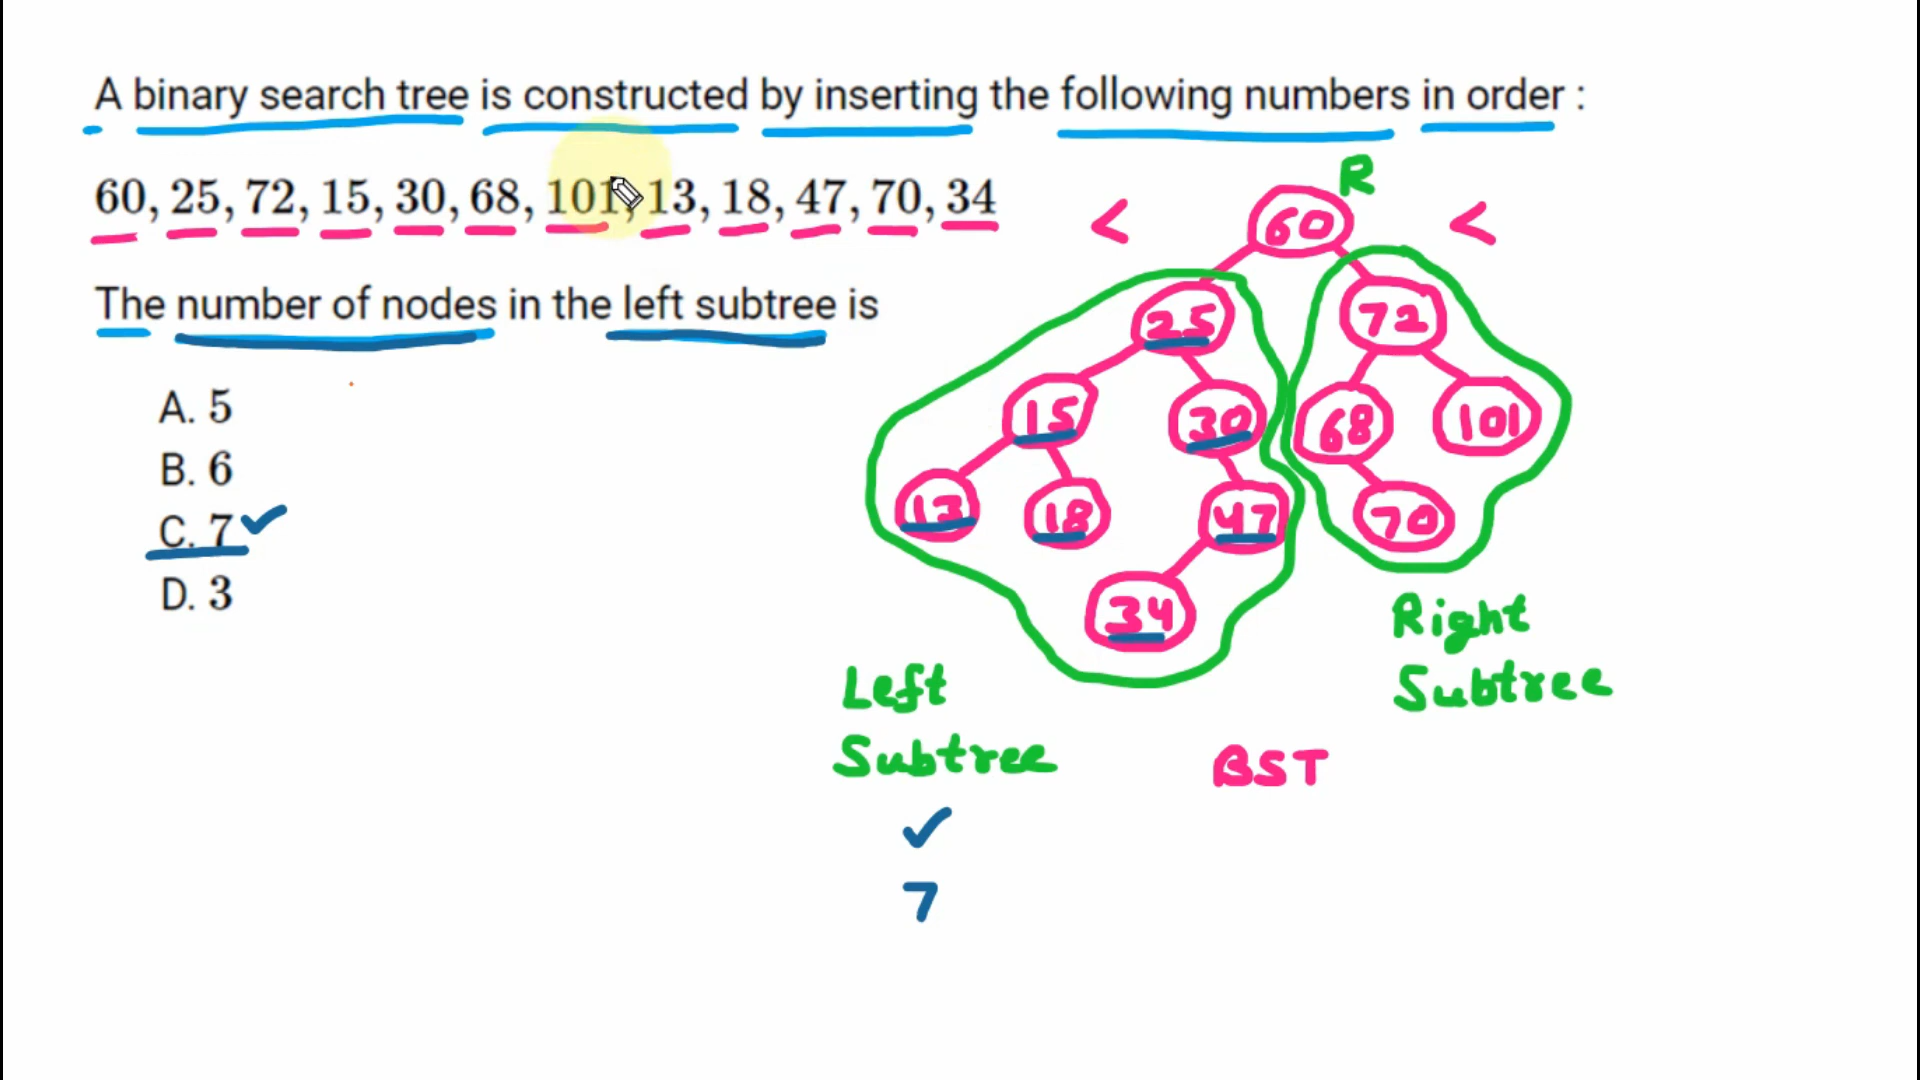 A binary search tree is constructed by inserting the following numbers in order :
60, 25, 72, 15, 30, 68, 101, 13, 18, 47, 70, 34
The number of nodes in the left subtree is
A. 5
B. 6
C. 7
D. 3
R
< 60 <
25 72
15 30 68 101
13 18 47 70
34
Left
Subtree
7
Right
Subtree
BST